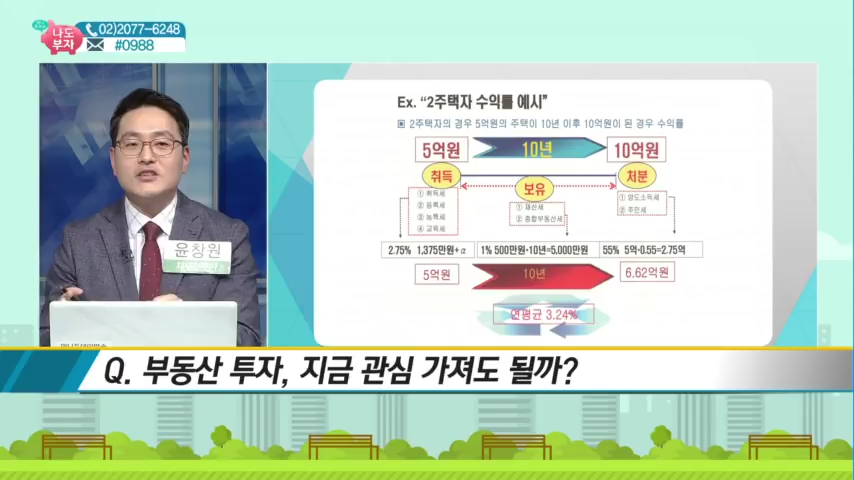 나도
부자
02)2077-6248
#0988
Ex. "2주택자 수익률 예시"
▣ 2주택자의 경우 5억원의 주택이 10년 이후 10억원이 된 경우 수익률
5억원 10년 10억원
취득 보유 처분
① 취득세
② 등록세
③ 농특세
④ 교육세
① 재산세
② 종합부동산세
① 양도소득세
② 주민세
2.75% 1,375만원+α 1% 500만원·10년=5,000만원 55% 5억·0.55=2.75억
5억원 10년 6.62억원
연평균 3.24%
윤창원
Q. 부동산 투자, 지금 관심 가져도 될까?